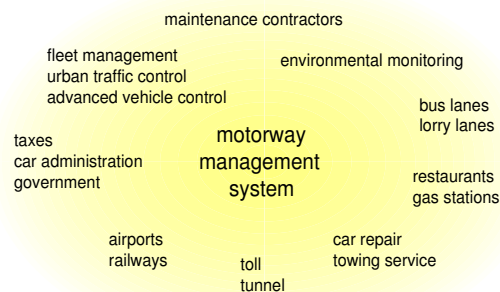 maintenance contractors
fleet management
urban traffic control
advanced vehicle control
environmental monitoring
bus lanes
lorry lanes
motorway
management
system
taxes
car administration
government
restaurants
gas stations
airports
railways
toll
tunnel
car repair
towing service